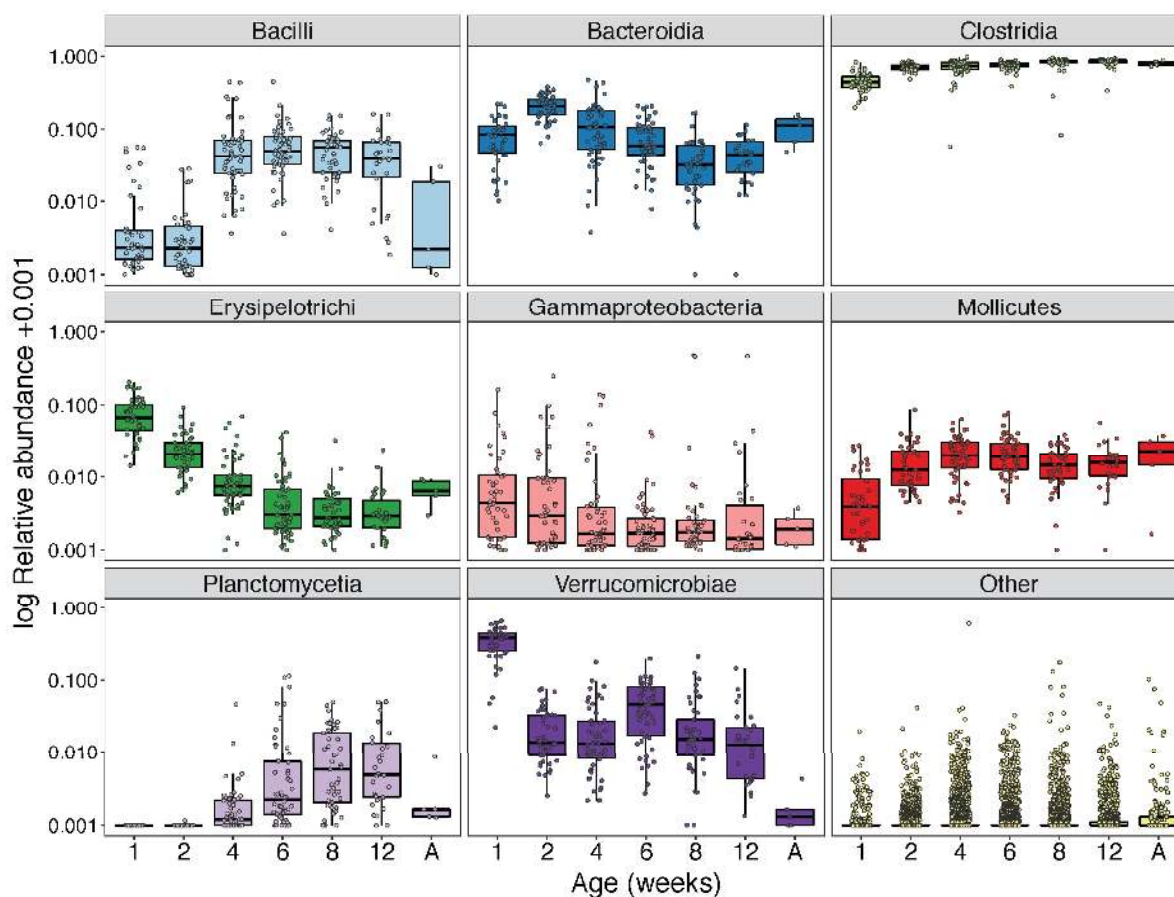 Bacilli Bacteroidia Clostridia
1.000
0.100
0.010
0.001
Erysipelotrichi Gammaproteobacteria Mollicutes
1.000
0.100
0.010
0.001
Planctomycetia Verrucomicrobiae Other
1.000
0.100
0.010
0.001
1 2 4 6 8 12 A 1 2 4 6 8 12 A 1 2 4 6 8 12 A
Age (weeks)
log Relative abundance +0.001